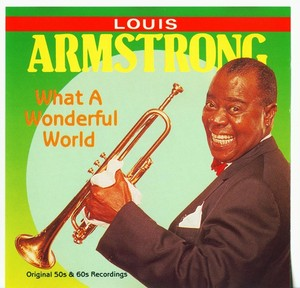 LOUIS
ARMSTRONG
What A
Wonderful
World
Original 50s & 60s Recordings